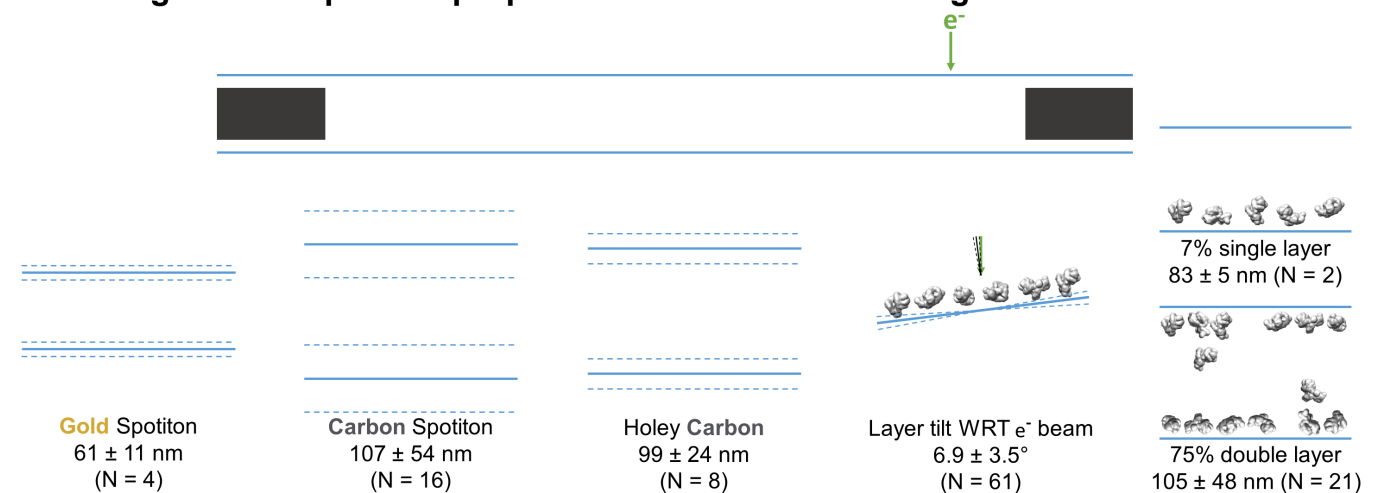 e-
Gold Spotiton
61 ± 11 nm
(N = 4)
Carbon Spotiton
107 ± 54 nm
(N = 16)
Holey Carbon
99 ± 24 nm
(N = 8)
Layer tilt WRT e- beam
6.9 ± 3.5°
(N = 61)
7% single layer
83 ± 5 nm (N = 2)
75% double layer
105 ± 48 nm (N = 21)